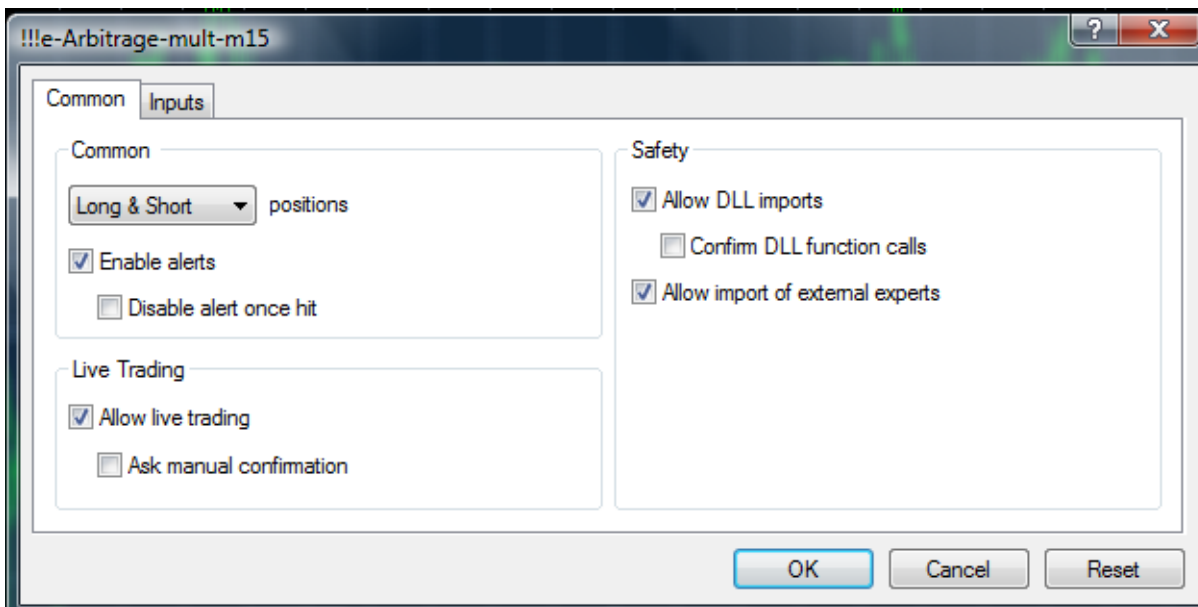 !!!e-Arbitrage-mult-m15
?
X
Common
Inputs
Common
Long & Short
positions
Enable alerts
Disable alert once hit
Live Trading
Allow live trading
Ask manual confirmation
Safety
Allow DLL imports
Confirm DLL function calls
Allow import of external experts
OK
Cancel
Reset